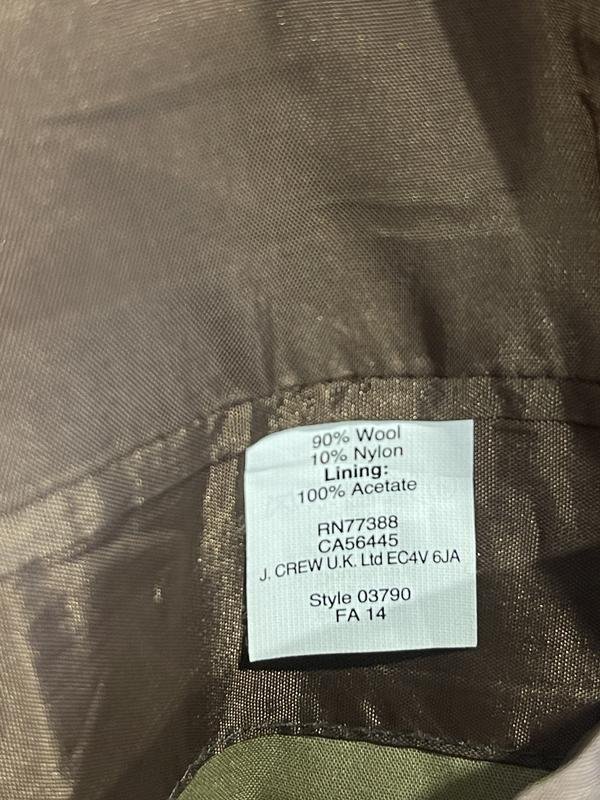 90% Wool
10% Nylon
Lining:
100% Acetate
RN77388
CA56445
J. CREW U.K. Ltd EC4V 6JA
Style 03790
FA 14